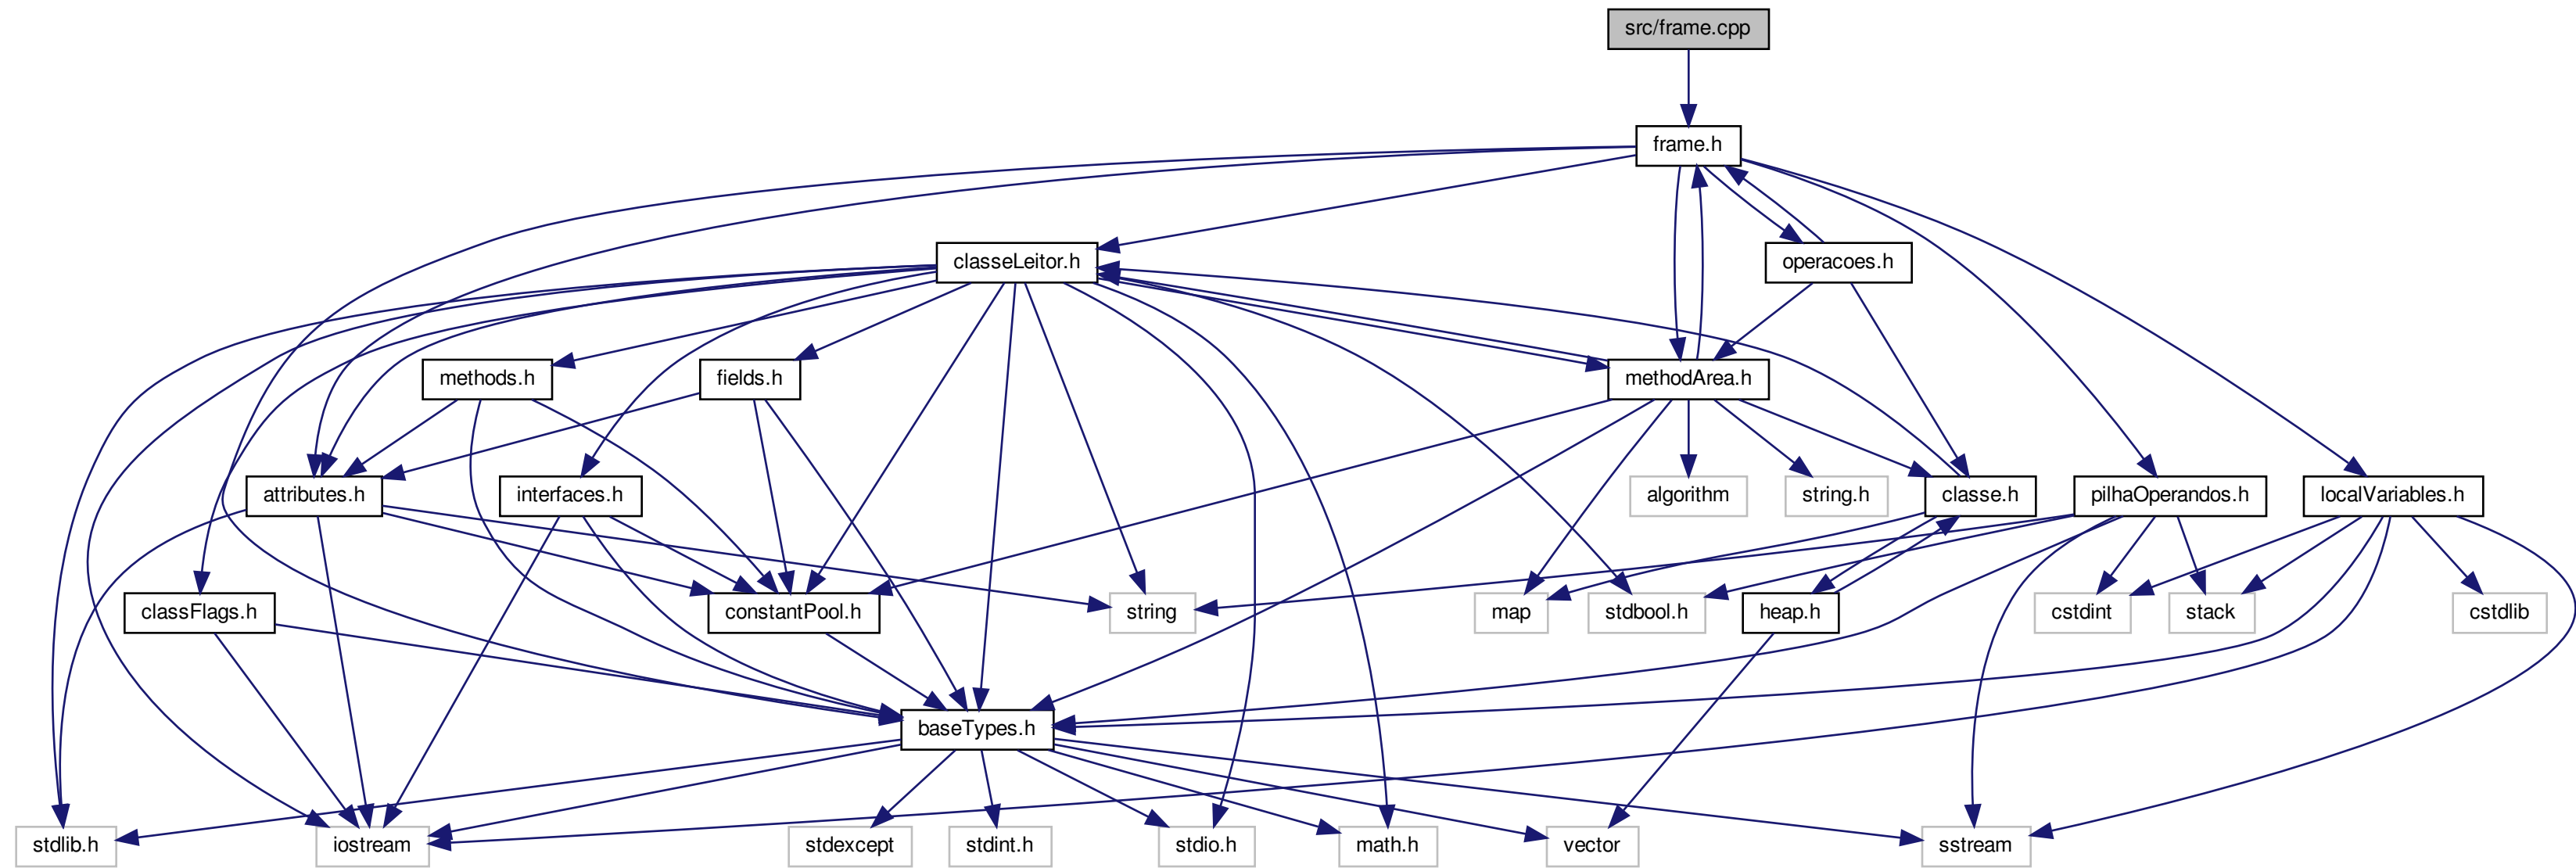 src/frame.cpp
frame.h
classeLeitor.h
operacoes.h
methods.h
fields.h
methodArea.h
attributes.h
interfaces.h
algorithm
string.h
classe.h
pilhaOperandos.h
localVariables.h
classFlags.h
constantPool.h
string
map
stdbool.h
heap.h
cstdint
stack
cstdlib
baseTypes.h
stdlib.h
iostream
stdexcept
stdint.h
stdio.h
math.h
vector
sstream